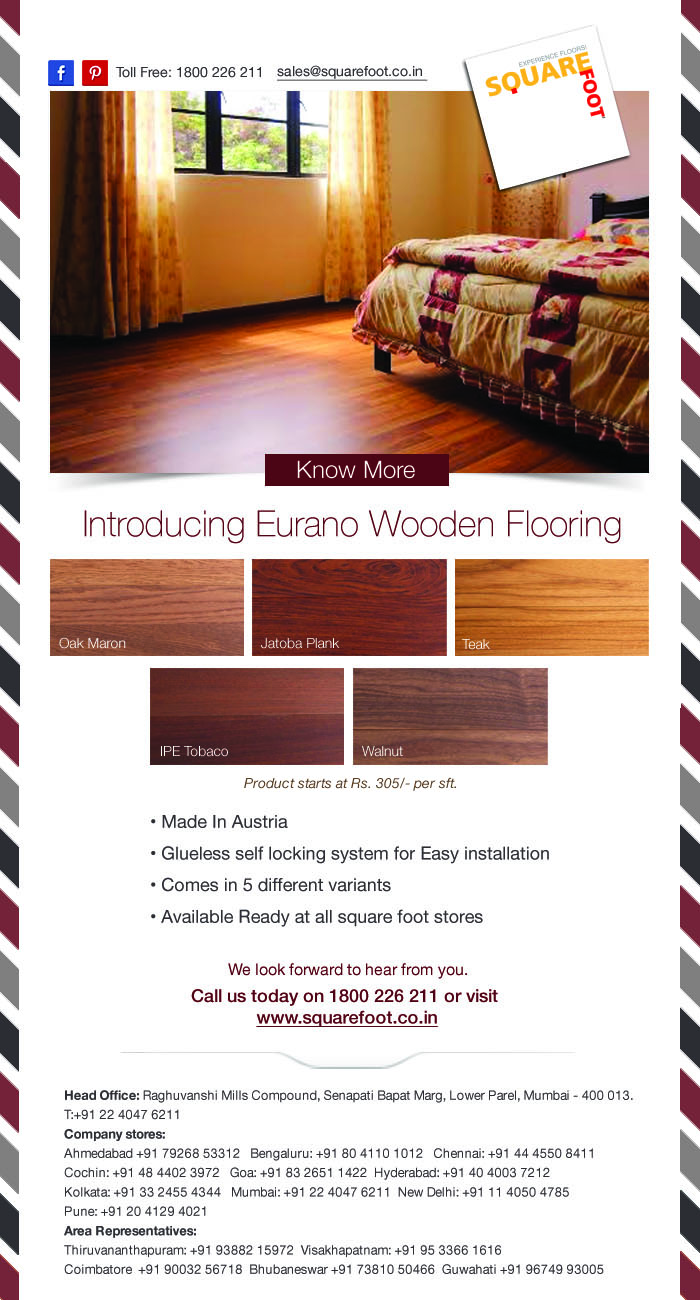 f
Toll Free: 1800 226 211 sales@squarefoot.co.in
EXPERIENCE FLOORS!
SQUARE
FOOT
Know More
Introducing Eurano Wooden Flooring
Oak Maron
Jatoba Plank
Teak
IPE Tobaco
Walnut
Product starts at Rs. 305/- per sft.
• Made In Austria
• Glueless self locking system for Easy installation
• Comes in 5 different variants
• Available Ready at all square foot stores
We look forward to hear from you.
Call us today on 1800 226 211 or visit
www.squarefoot.co.in
Head Office: Raghuvanshi Mills Compound, Senapati Bapat Marg, Lower Parel, Mumbai - 400 013.
T:+91 22 4047 6211
Company stores:
Ahmedabad +91 79268 53312 Bengaluru: +91 80 4110 1012 Chennai: +91 44 4550 8411
Cochin: +91 48 4402 3972 Goa: +91 83 2651 1422 Hyderabad: +91 40 4003 7212
Kolkata: +91 33 2455 4344 Mumbai: +91 22 4047 6211 New Delhi: +91 11 4050 4785
Pune: +91 20 4129 4021
Area Representatives:
Thiruvananthapuram: +91 93882 15972 Visakhapatnam: +91 95 3366 1616
Coimbatore +91 90032 56718 Bhubaneswar +91 73810 50466 Guwahati +91 96749 93005